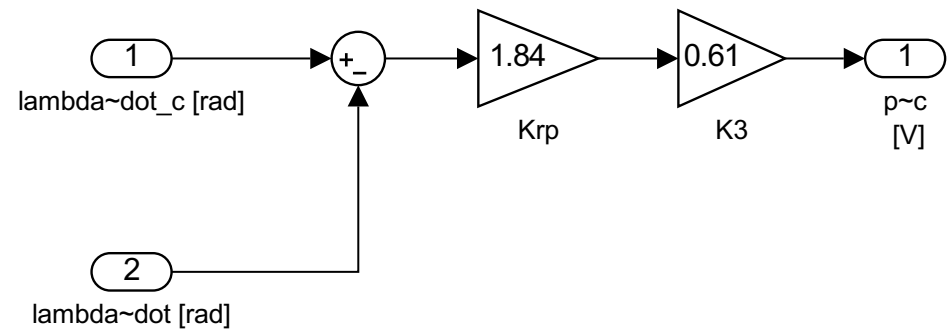 1
lambda~dot_c [rad]
+
–
1.84
Krp
0.61
K3
1
p~c
[V]
2
lambda~dot [rad]